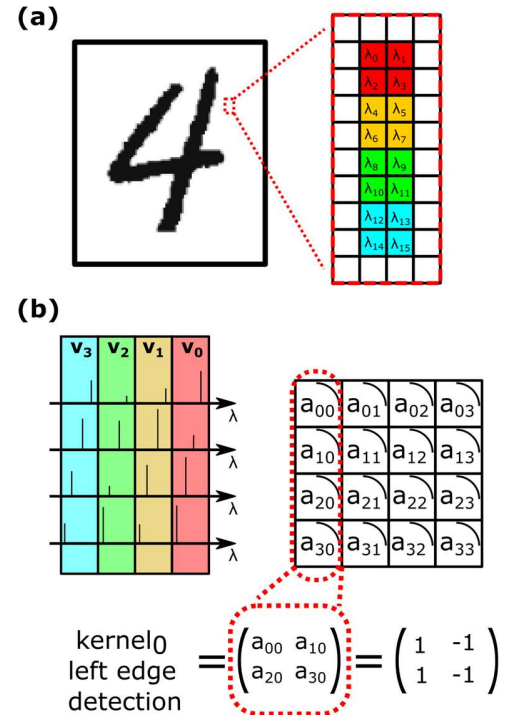 (a)
4
λ0 λ1
λ2 λ3
λ4 λ5
λ6 λ7
λ8 λ9
λ10 λ11
λ12 λ13
λ14 λ15
(b)
v3 v2 v1 v0
λ
λ
λ
λ
a00 a01 a02 a03
a10 a11 a12 a13
a20 a21 a22 a23
a30 a31 a32 a33
kernel0
left edge
detection
= (a00 a10
a20 a30) = (1 -1
1 -1)